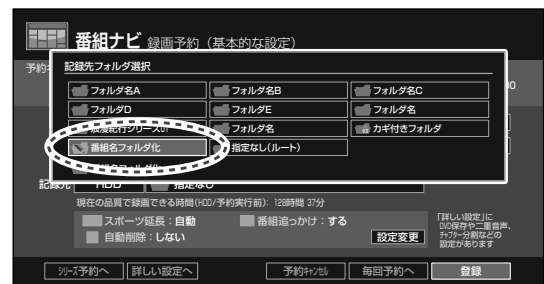 番組ナビ 録画予約(基本的な設定)
記録先フォルダ選択
フォルダ名A フォルダ名B フォルダ名C
フォルダD フォルダE フォルダ名
浪漫紀行シリーズ01 フォルダ名 カギ付きフォルダ
番組名フォルダ化 指定なし(ルート)
記録先 HDD 指定なし
現在の品質で録画できる時間(HDD/予約実行前):128時間 37分
スポーツ延長:自動 番組追っかけ:する
自動削除:しない 設定変更
「詳しい設定」に
DVD保存や二重音声、
チャプター分割などの
設定があります
シリーズ予約へ 詳しい設定へ 予約キャンセル 毎回予約へ 登録